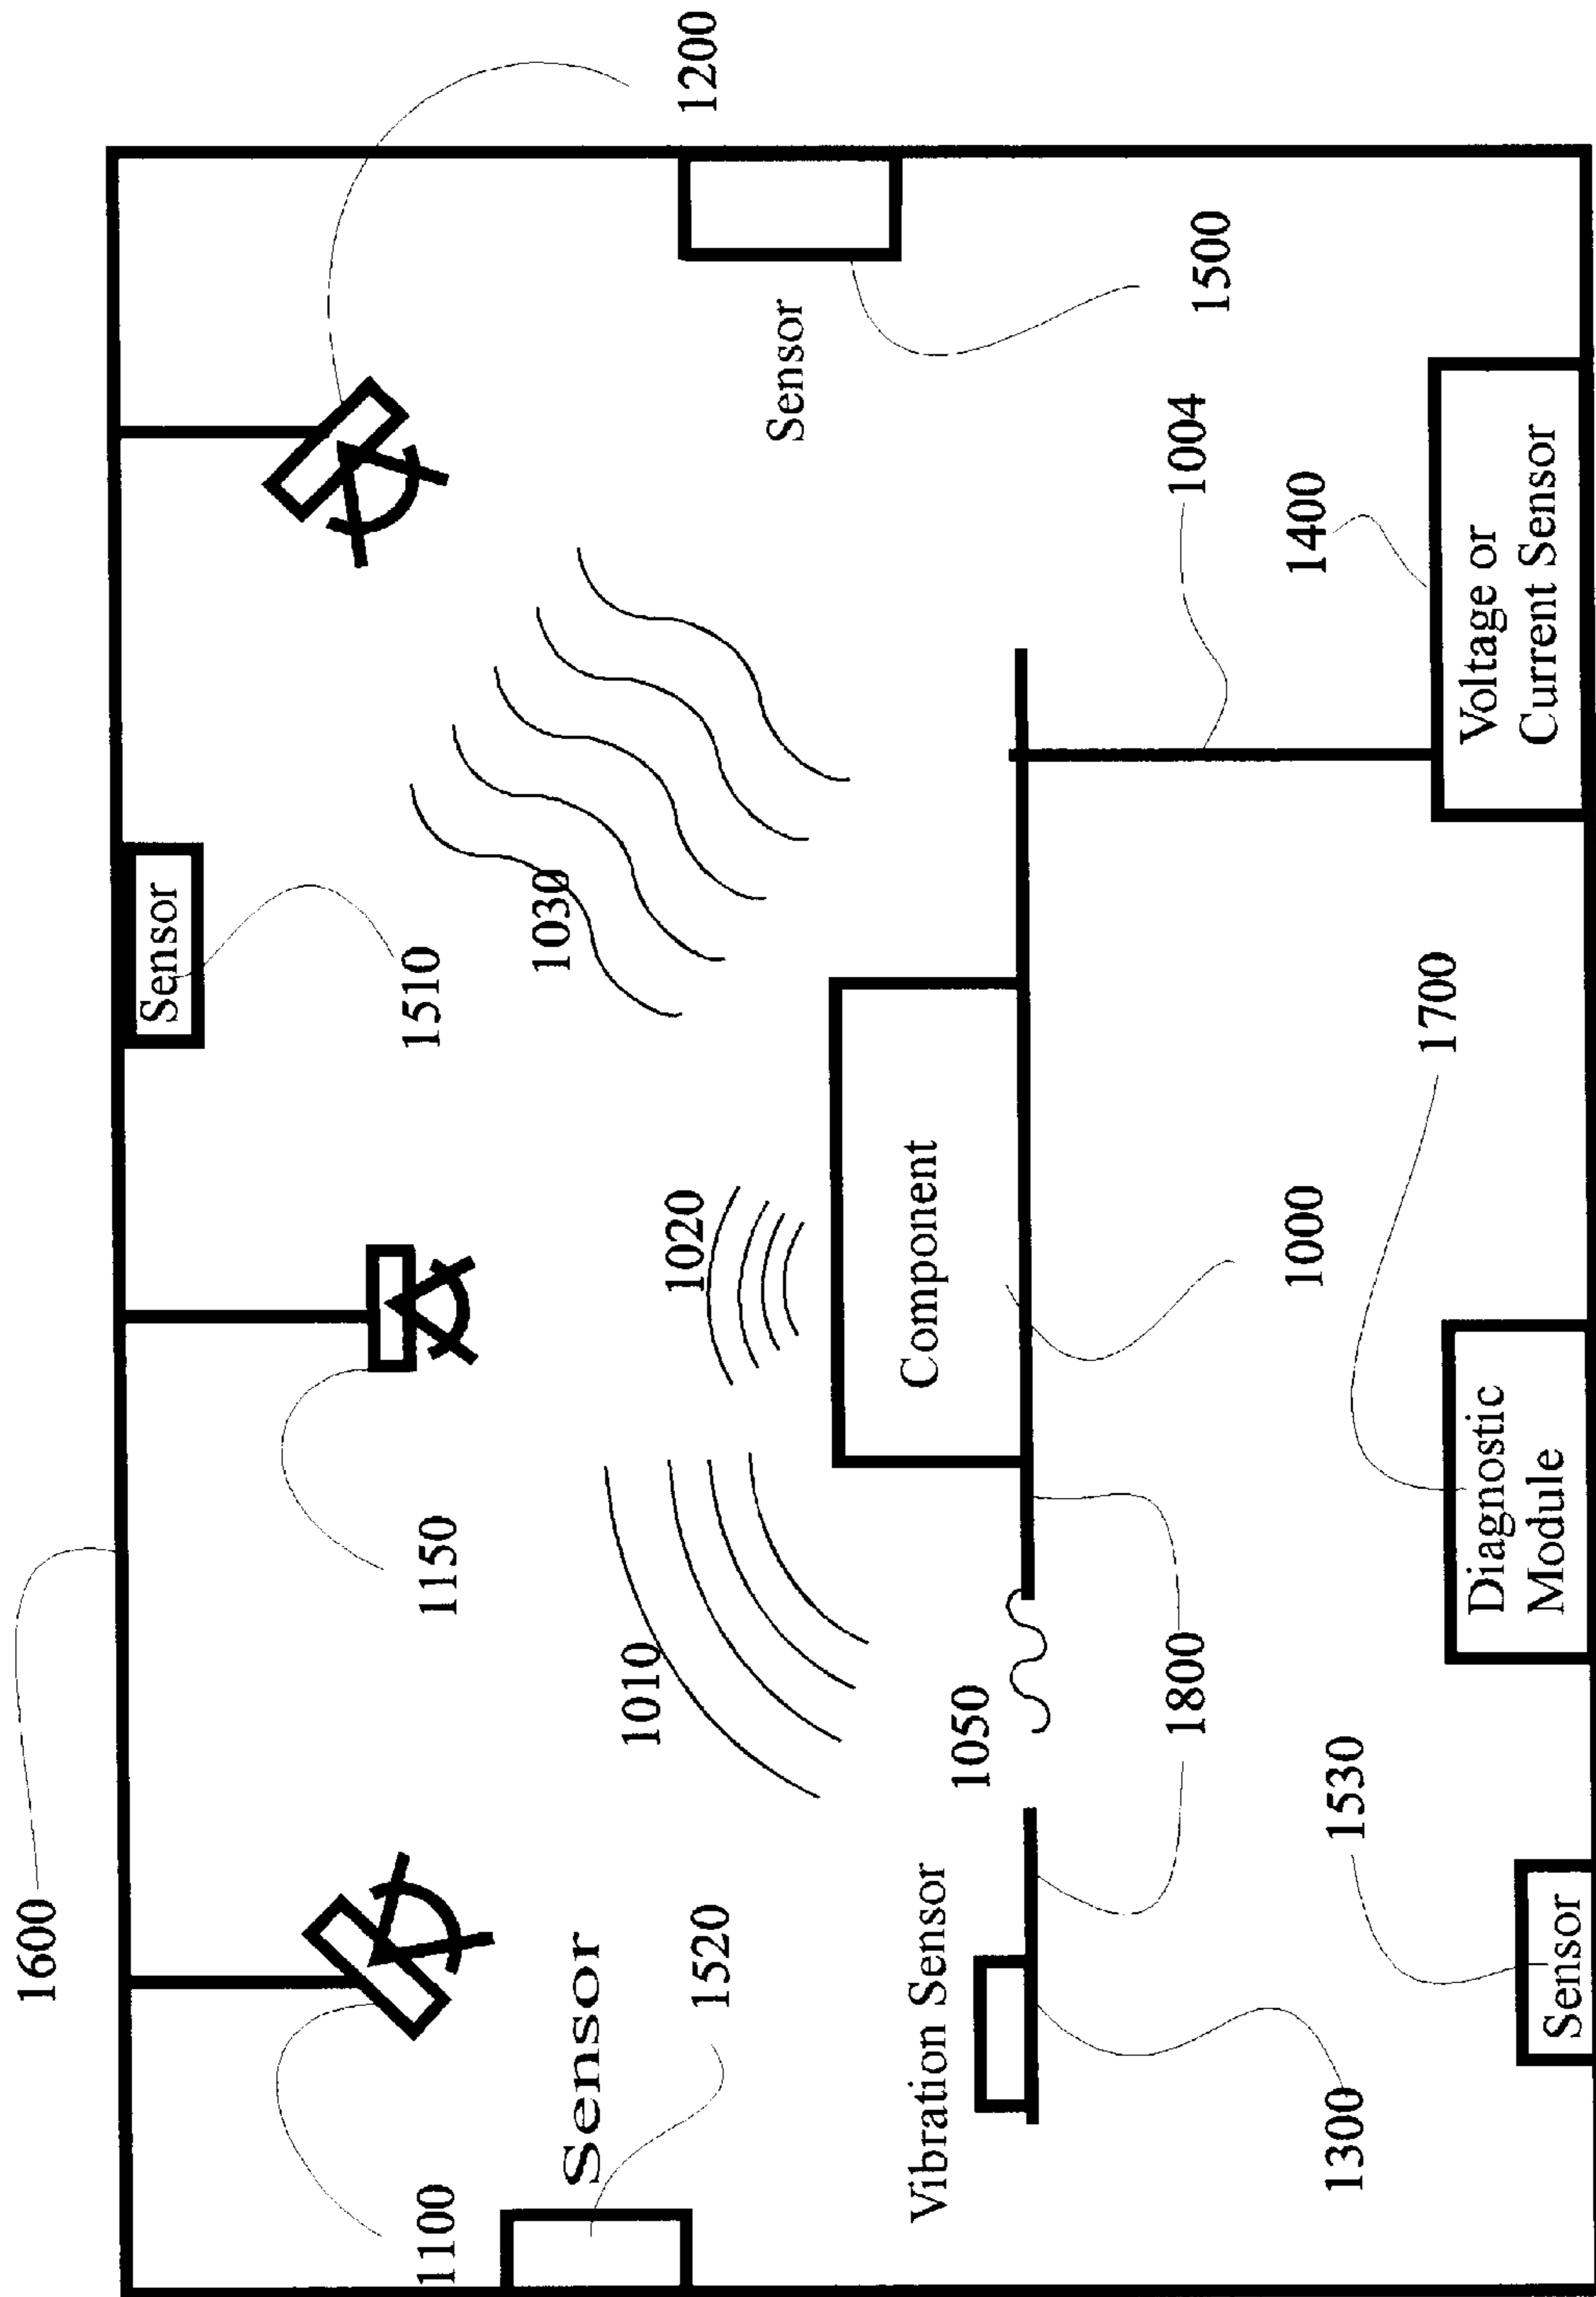 1600
1200
1100
1150
1510
Sensor
Sensor
1520
1010
1020
1030
Sensor
1500
Vibration Sensor
1050
Component
1004
1300
1800
1000
1400
1530
1700
Sensor
Diagnostic
Module
Voltage or
Current Sensor